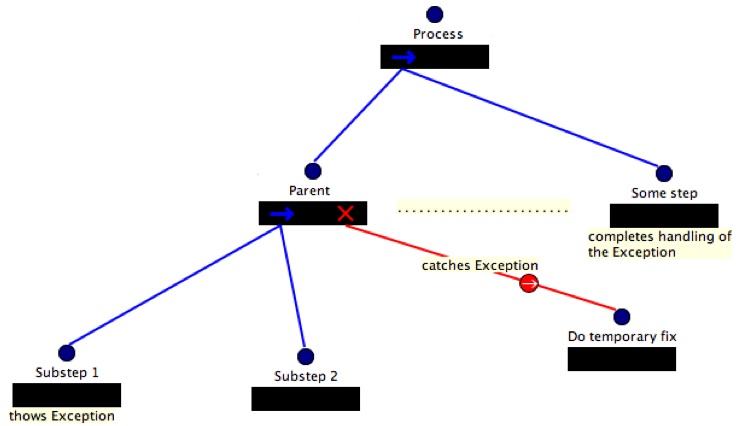 Process
Parent
Some step
completes handling of
the Exception
catches Exception
Do temporary fix
Substep 1
Substep 2
thows Exception